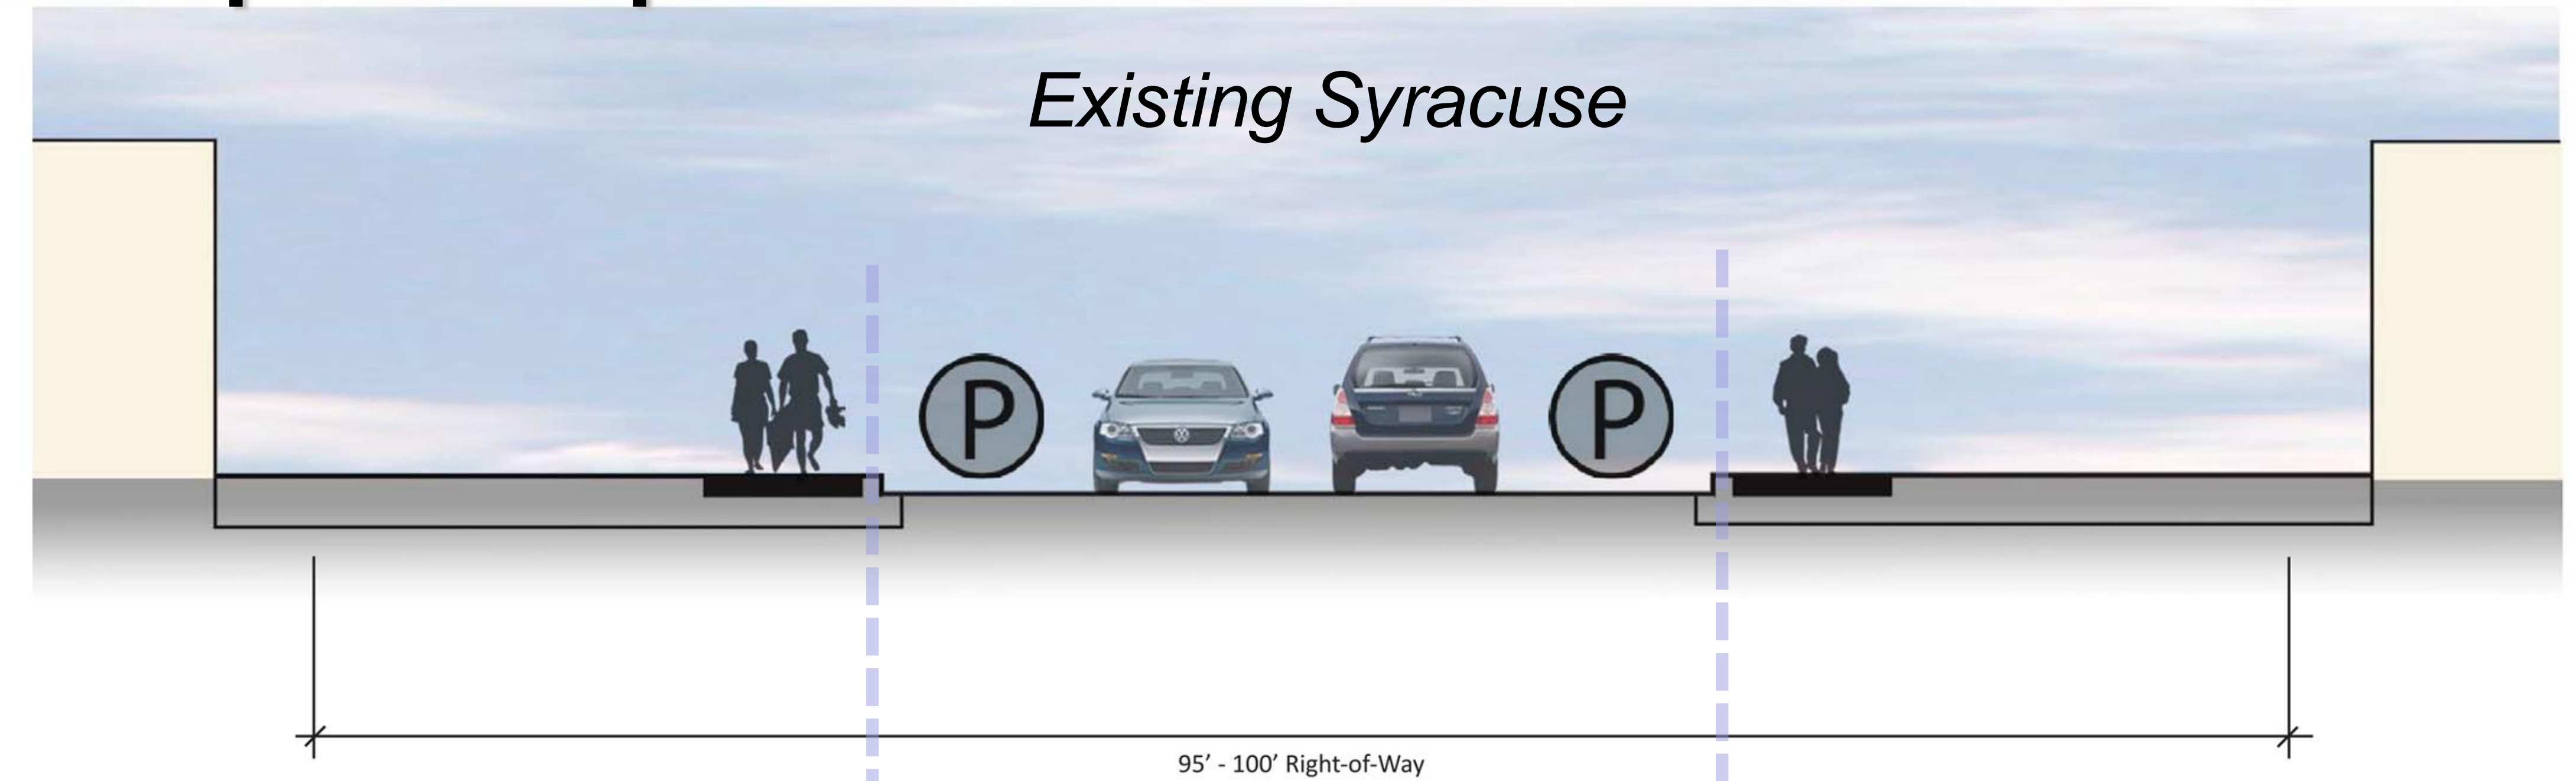 Existing Syracuse
P
P
95' - 100' Right-of-Way